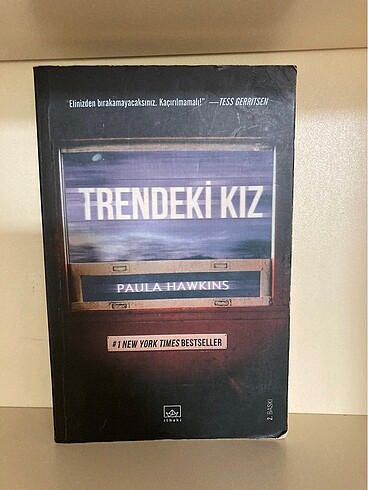 "Elinizden bırakamayacaksınız. Kaçırılmamalı!" —TESS GERRITSEN
TRENDEKİ KIZ
PAULA HAWKINS
#1 NEW YORK TIMES BESTSELLER
ithaki
2. BASKI